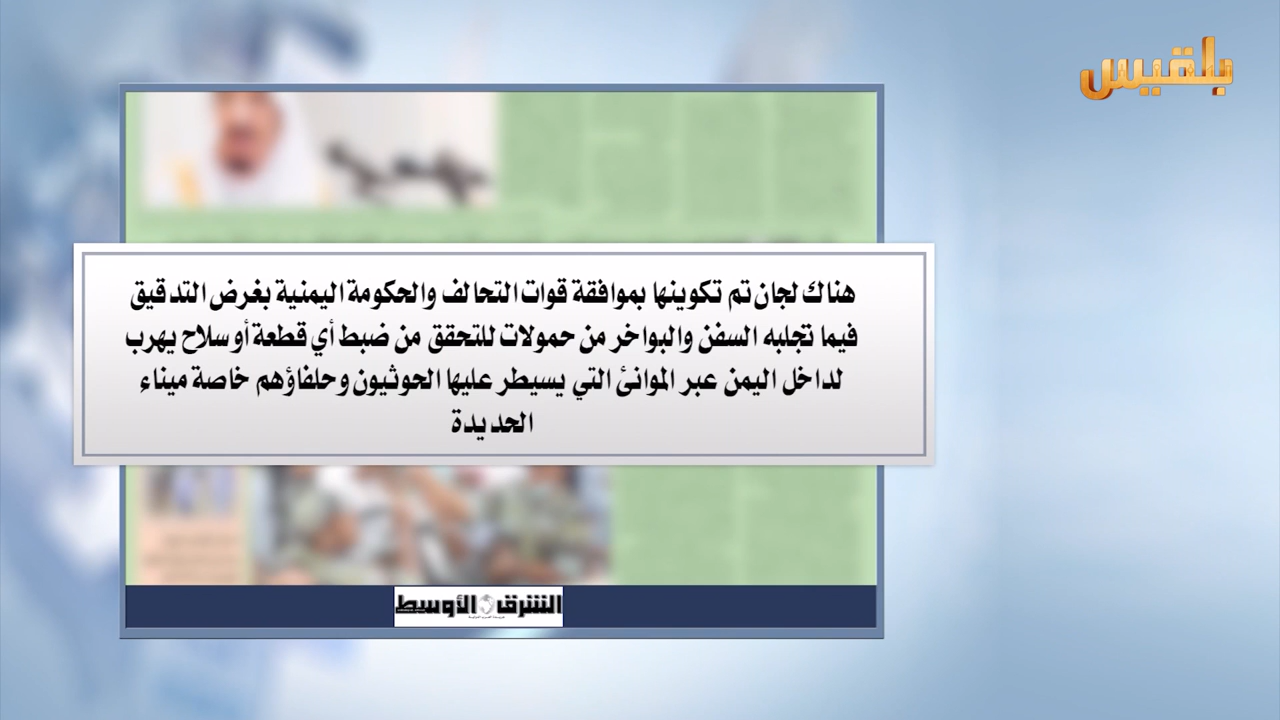 بلقيس
هناك لجان تم تكوينها بموافقة قوات التحالف والحكومة اليمنية بغرض التدقيق
فيما تجلبه السفن والبواخر من حمولات للتحقق من ضبط أي قطعة أو سلاح يهرب
لداخل اليمن عبر الموانئ التي يسيطر عليها الحوثيون وحلفاؤهم خاصة ميناء
الحديدة
الشرق الأوسط